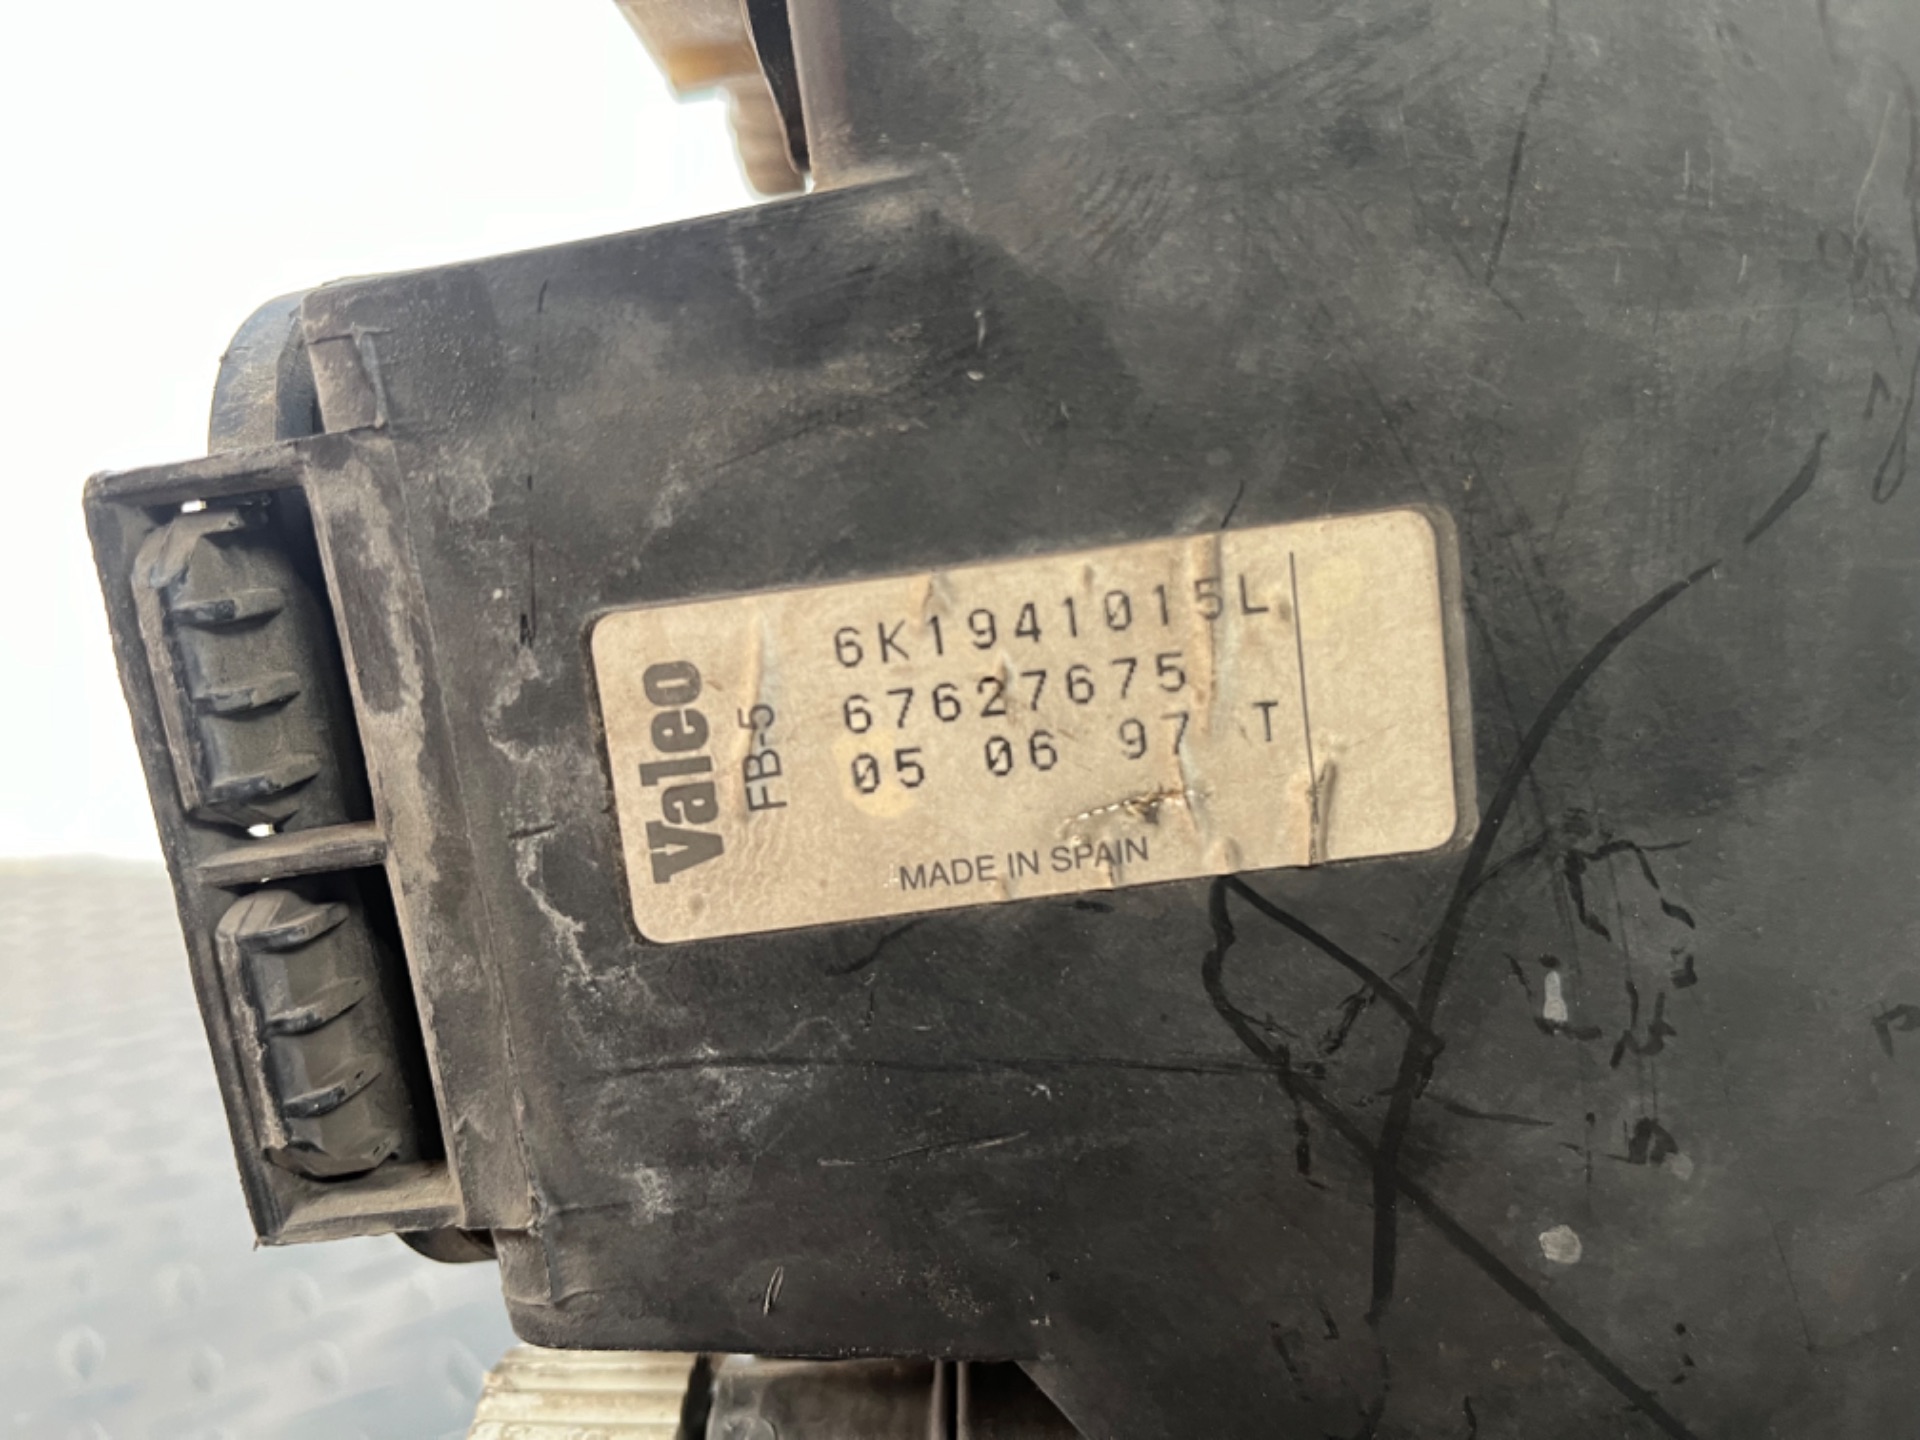 Valeo
FB-5
6K1941015L
67627675
05 06 97 T
MADE IN SPAIN